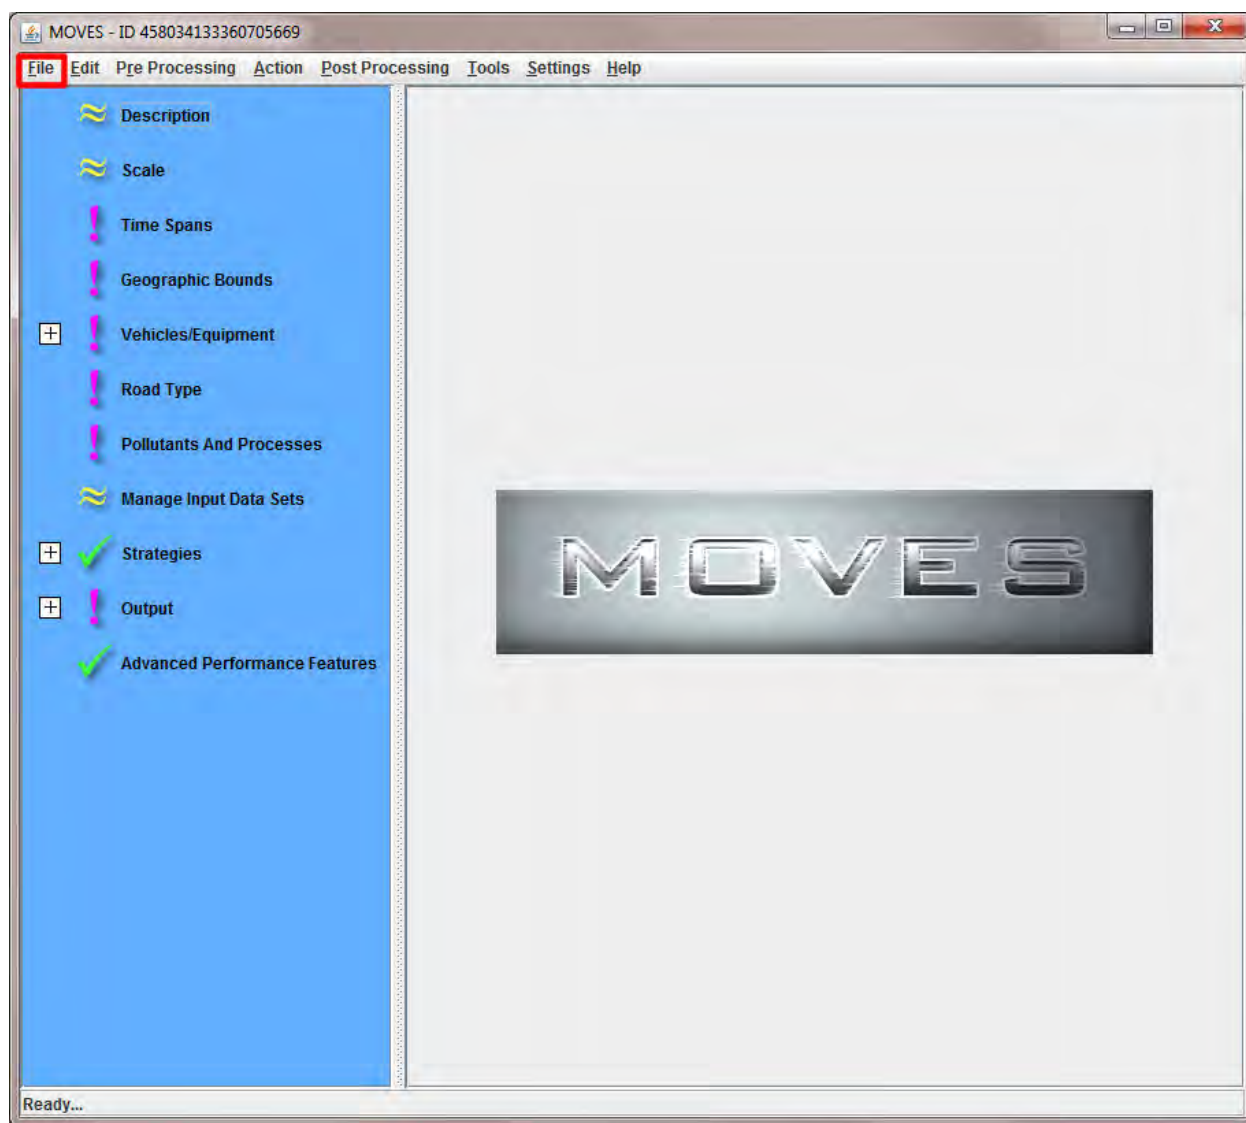 MOVES - ID 458034133360705669
File Edit Pre Processing Action Post Processing Tools Settings Help
Description
Scale
Time Spans
Geographic Bounds
Vehicles/Equipment
Road Type
Pollutants And Processes
Manage Input Data Sets
Strategies
Output
Advanced Performance Features
MOVES
Ready...